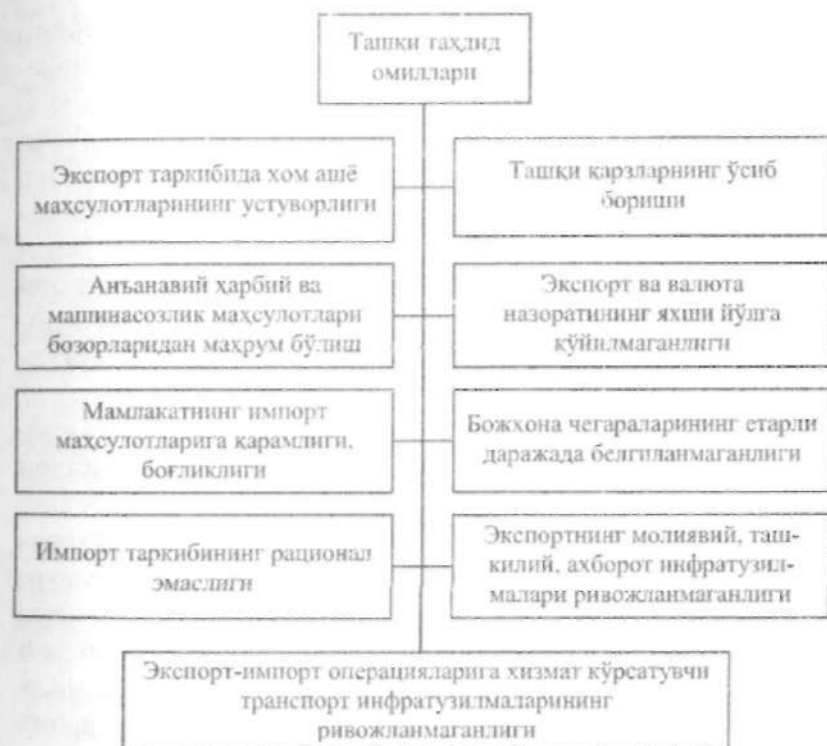 Ташқи таҳдид
омиллари
Экспорт таркибида хом ашё
маҳсулотларининг устуворлиги
Ташқи қарзларнинг ўсиб
бориши
Анъанавий ҳарбий ва
машинасозлик маҳсулотлари
бозорларидан маҳрум бўлиш
Экспорт ва валюта
назоратининг яхши йўлга
қўйилмаганлиги
Мамлакатнинг импорт
маҳсулотларига қарамлиги,
боғлиқлиги
Божхона чегараларининг етарли
даражада белгиланмаганлиги
Импорт таркибининг рационал
эмаслиги
Экспортнинг молиявий, таш-
килий, ахборот инфратузил-
малари ривожланмаганлиги
Экспорт-импорт операцияларига хизмат кўрсатувчи
транспорт инфратузилмаларининг
ривожланмаганлиги